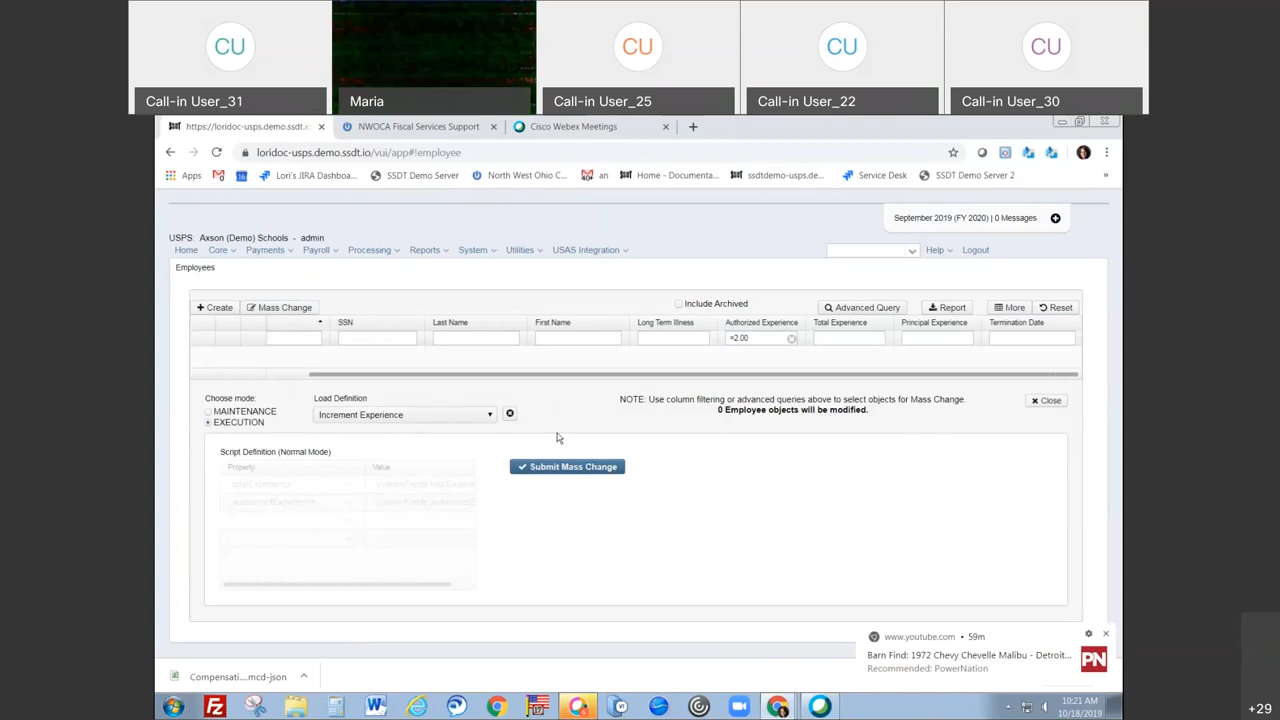 CU
CU
CU
CU
Call-in User_31
Maria
Call-in User_25
Call-in User_22
Call-in User_30
https://loridoc-usps.demo.ssdt.io
NWOCA Fiscal Services Support
Cisco Webex Meetings
loridoc-usps.demo.ssdt.io/vui/app#!employee
Apps
Lori's JIRA Dashboa...
SSDT Demo Server
North West Ohio C...
40+
an
Home - Documenta...
ssdtdemo-usps.de...
Service Desk
SSDT Demo Server 2
»
September 2019 (FY 2020) | 0 Messages
USPS: Axson (Demo) Schools - admin
Home
Core
Payments
Payroll
Processing
Reports
System
Utilities
USAS Integration
Help
Logout
Employees
Create
Mass Change
Include Archived
Advanced Query
Report
More
Reset
SSN
Last Name
First Name
Long Term Illness
Authorized Experience
Total Experience
Principal Experience
Termination Date
=2.00
Choose mode:
MAINTENANCE
EXECUTION
Load Definition
Increment Experience
NOTE: Use column filtering or advanced queries above to select objects for Mass Change.
0 Employee objects will be modified.
Close
Script Definition (Normal Mode)
Property
Value
totalExperience
customFields.totalExperie
customFields.authorizedE
Submit Mass Change
www.youtube.com • 59m
Barn Find: 1972 Chevy Chevelle Malibu - Detroit...
Recommended: PowerNation
PN
Compensati....mcd-json
10:21 AM
10/18/2019
+29